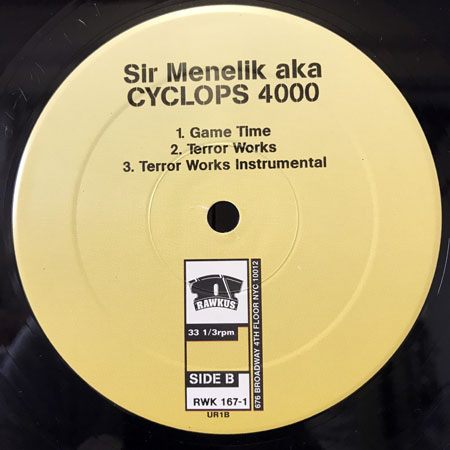 Sir Menelik aka
CYCLOPS 4000
1. Game Time
2. Terror Works
3. Terror Works Instrumental
RAWKUS
33 1/3rpm
SIDE B
RWK 167-1
UR1B
676 BROADWAY 4TH FLOOR NYC 10012